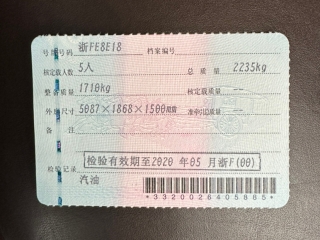 号牌号码 浙FE8E18 档案编号
核定载人数 5人 总质量 2235kg
整备质量 1710kg 核定载质量 --
外廓尺寸 5087×1868×1500mm 准牵引总质量 --
备注
检验有效期至2020年05月浙F(00)
检验记录
汽油
*3320026405885*